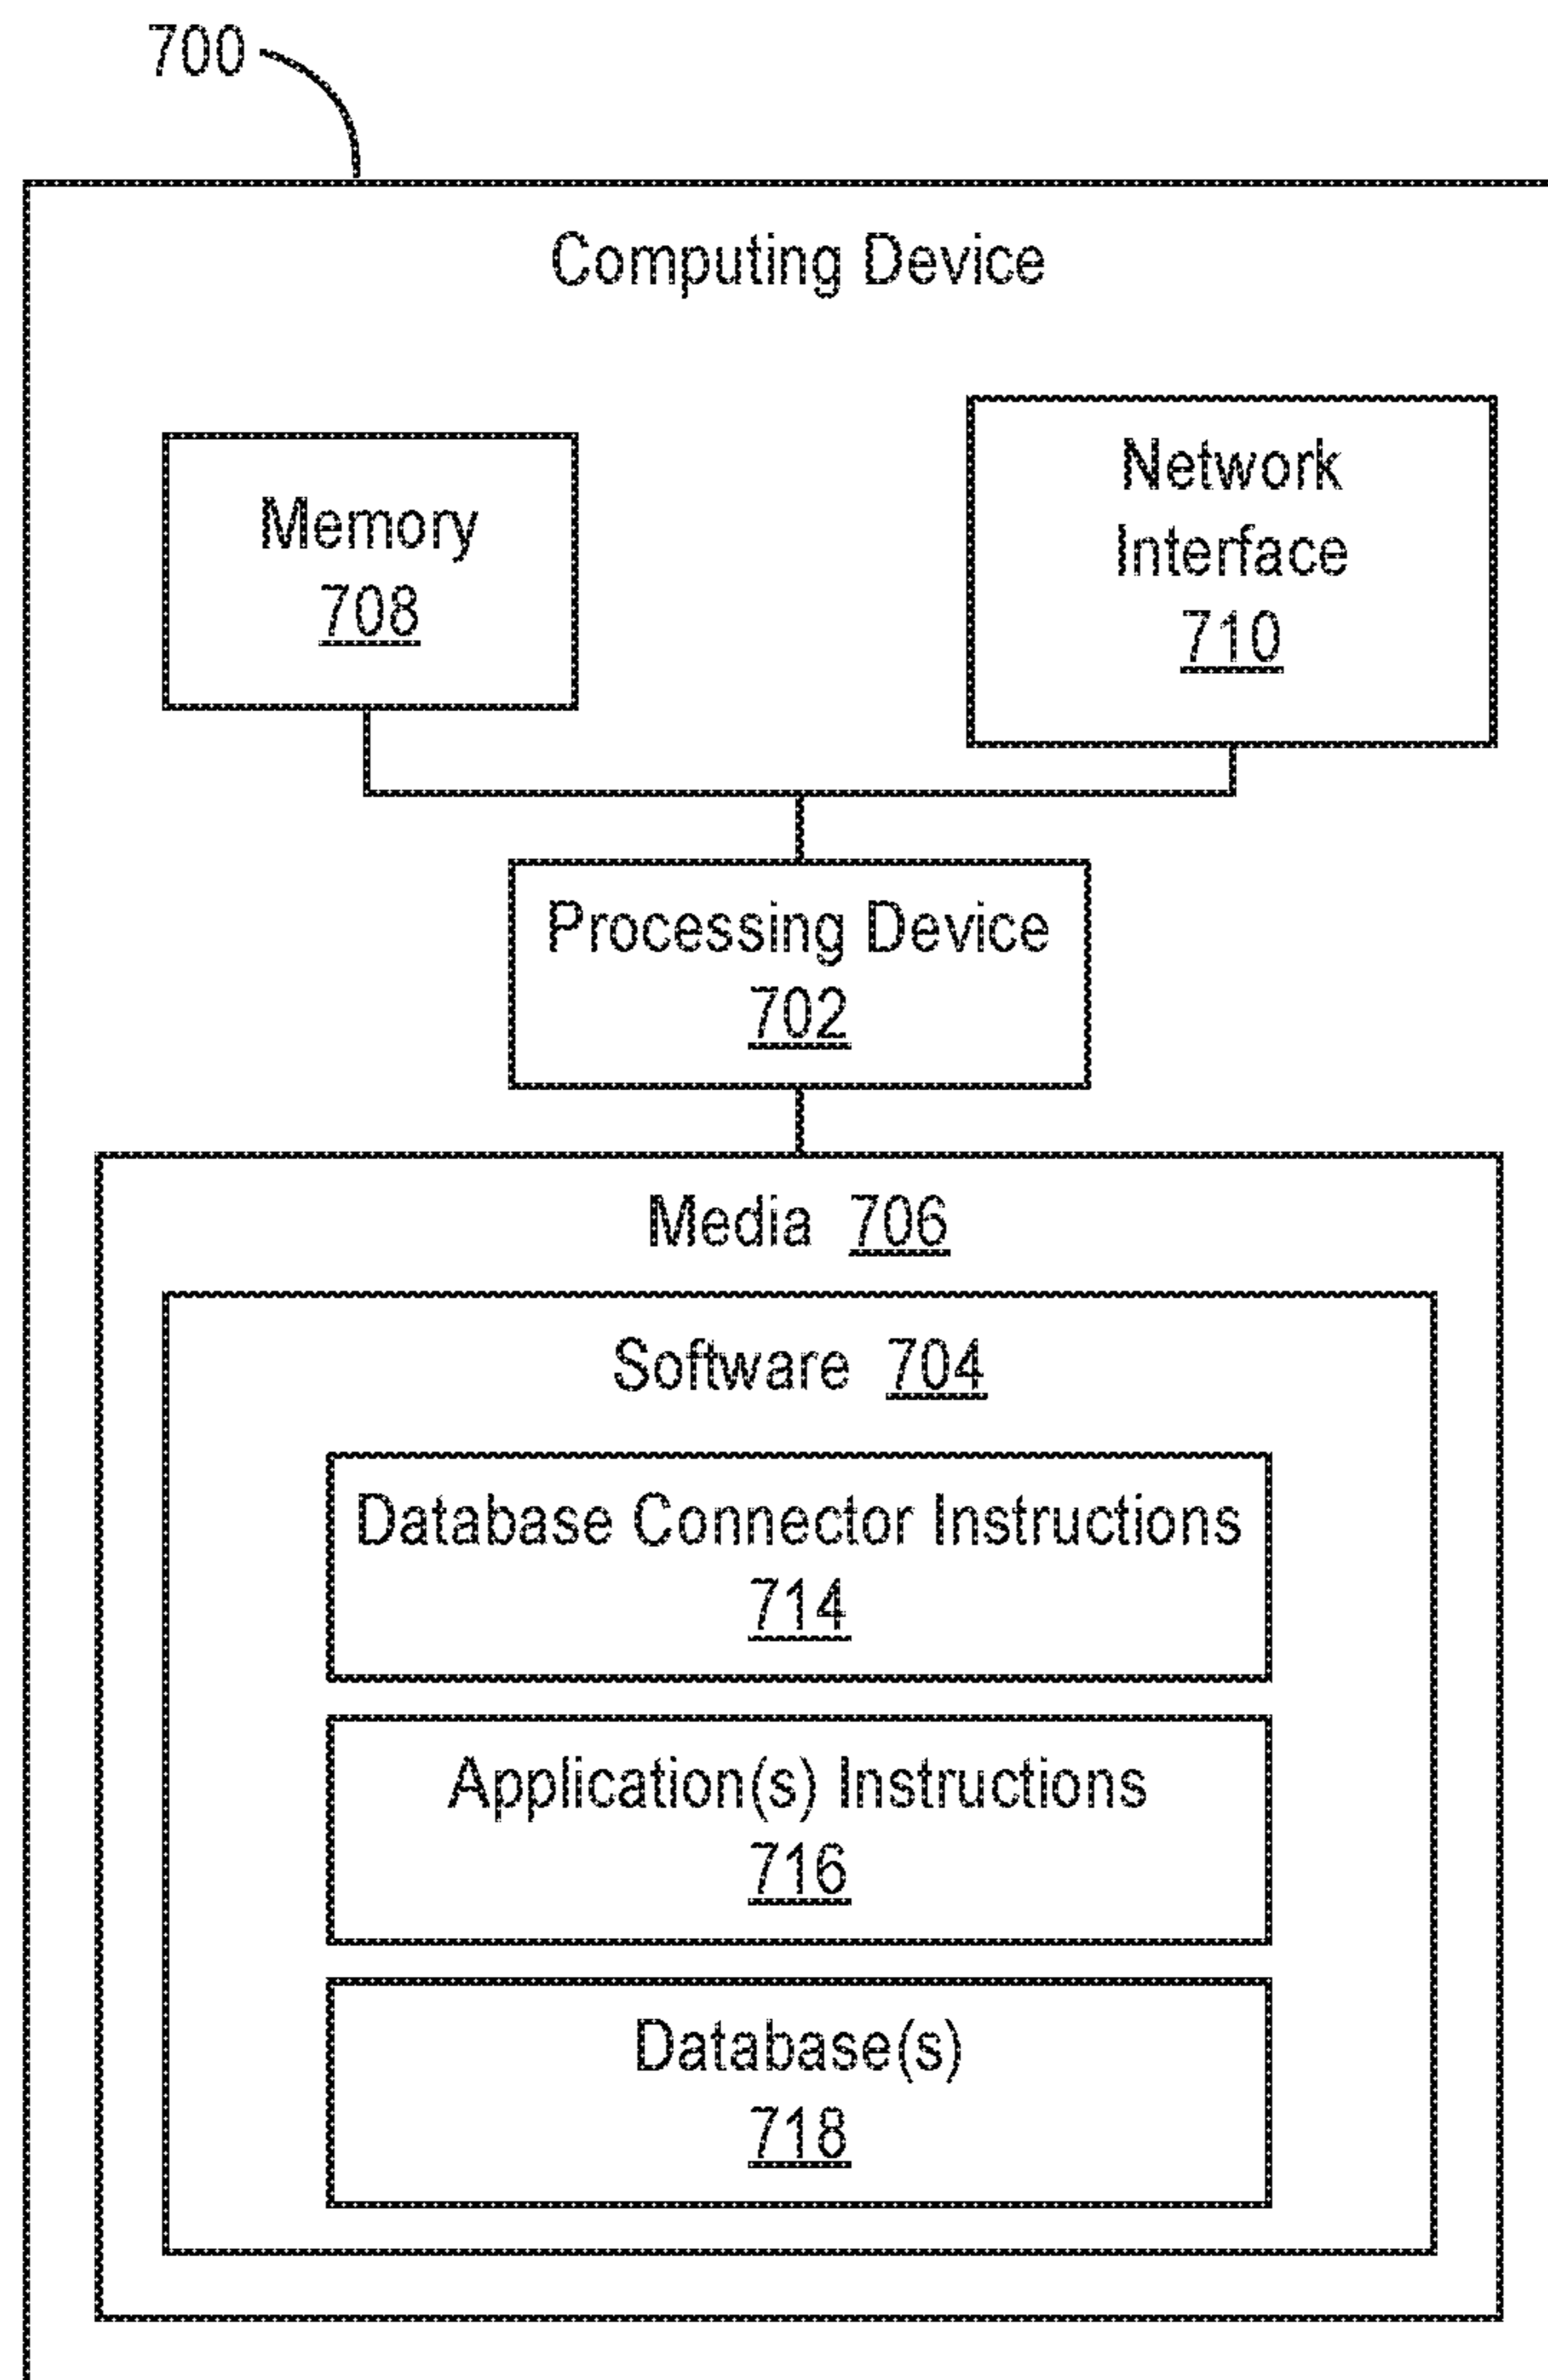 700
Computing Device
Memory
708
Network
Interface
710
Processing Device
702
Media 706
Software 704
Database Connector Instructions
714
Application(s) Instructions
716
Database(s)
718